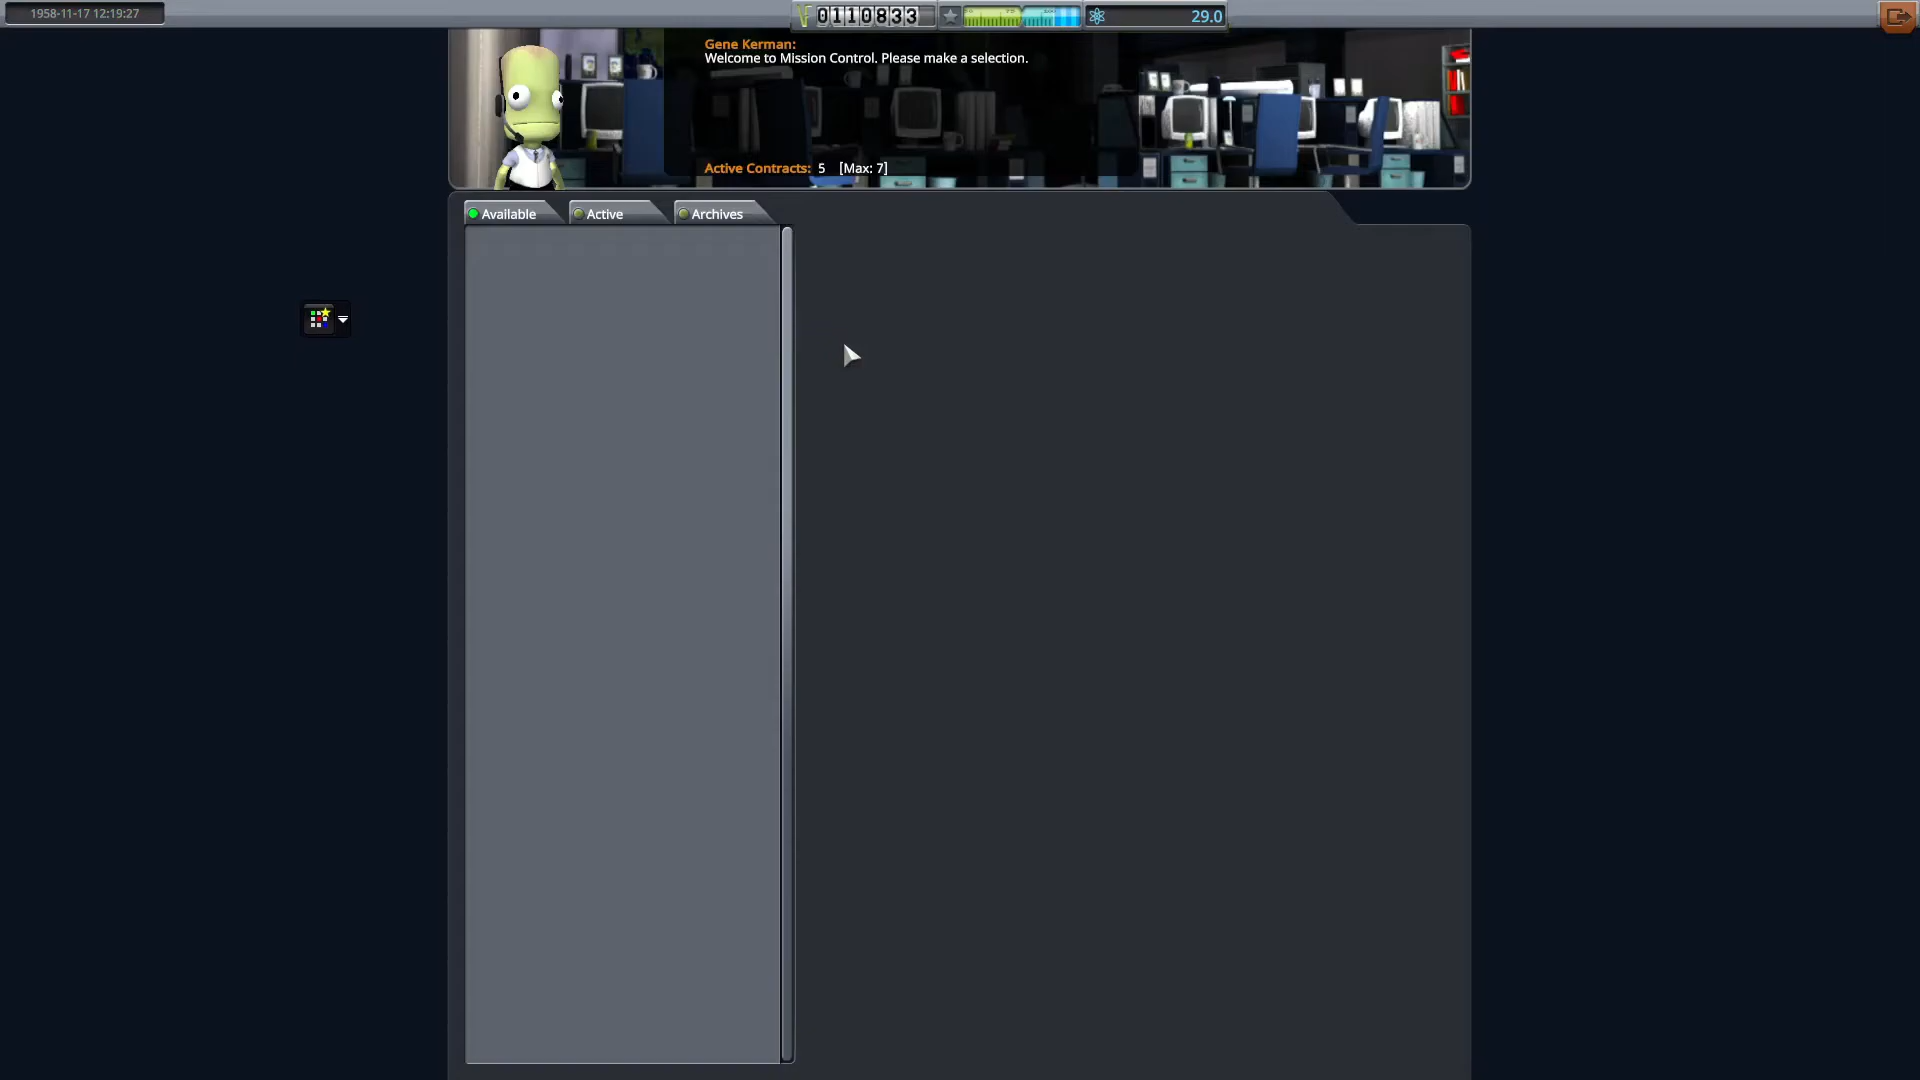 1958-11-17 12:19:27
0110833
29.0
Gene Kerman:
Welcome to Mission Control. Please make a selection.
Active Contracts: 5 [Max: 7]
Available
Active
Archives